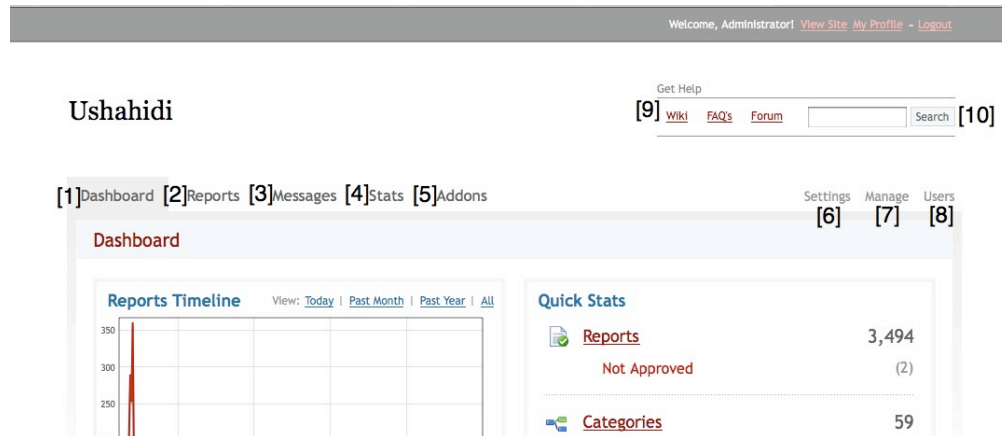 Welcome, Administrator! View Site My Profile - Logout
Get Help
Ushahidi
[9] Wiki FAQ's Forum Search [10]
[1]Dashboard [2]Reports [3]Messages [4]Stats [5]Addons Settings Manage Users
[6] [7] [8]
Dashboard
Reports Timeline View: Today | Past Month | Past Year | All
Quick Stats
350
Reports 3,494
300
Not Approved (2)
250
Categories 59